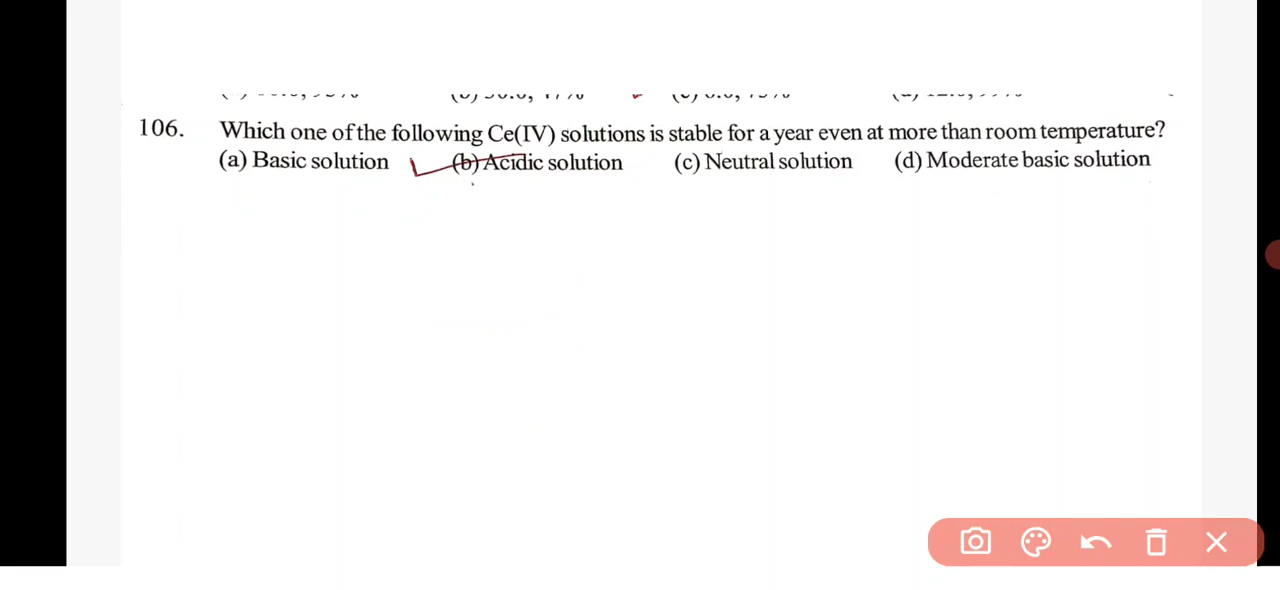 106. Which one of the following Ce(IV) solutions is stable for a year even at more than room temperature?
(a) Basic solution (b) Acidic solution (c) Neutral solution (d) Moderate basic solution